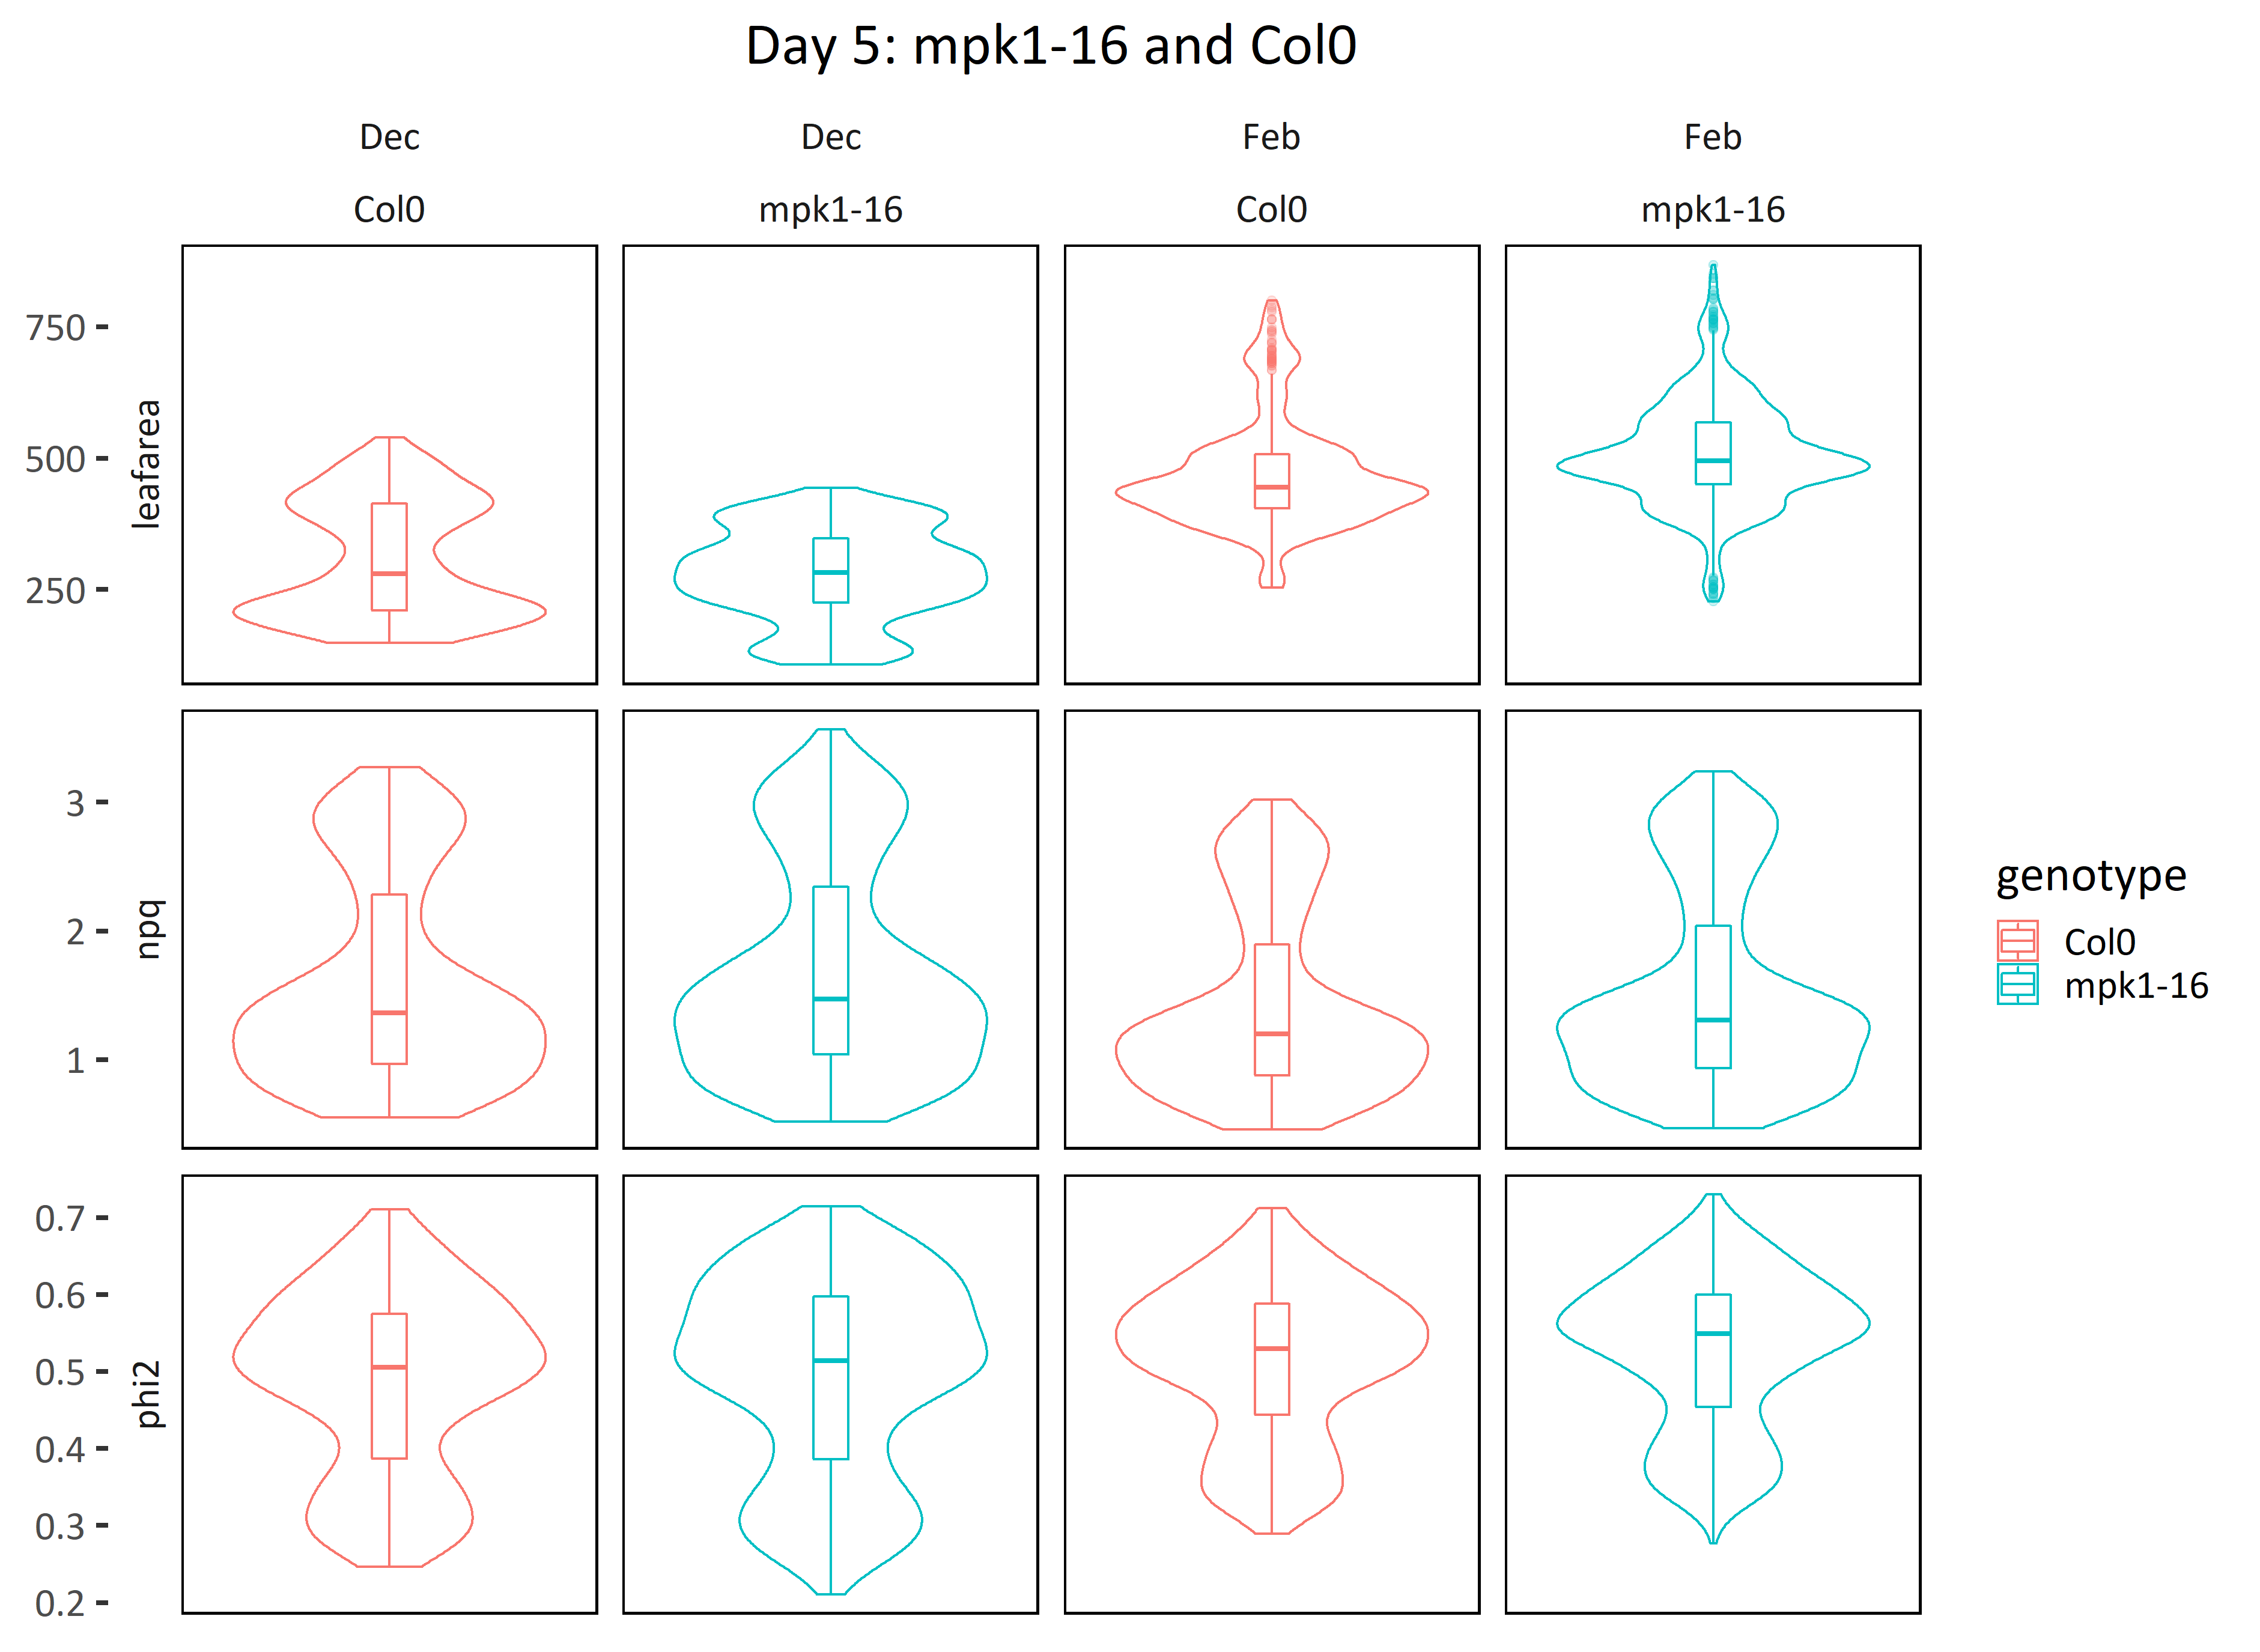 Day 5: mpk1-16 and Col0
Dec Dec Feb Feb
Col0 mpk1-16 Col0 mpk1-16
leafarea
750
500
250
npq
3
2
1
phi2
0.7
0.6
0.5
0.4
0.3
0.2
genotype
Col0
mpk1-16